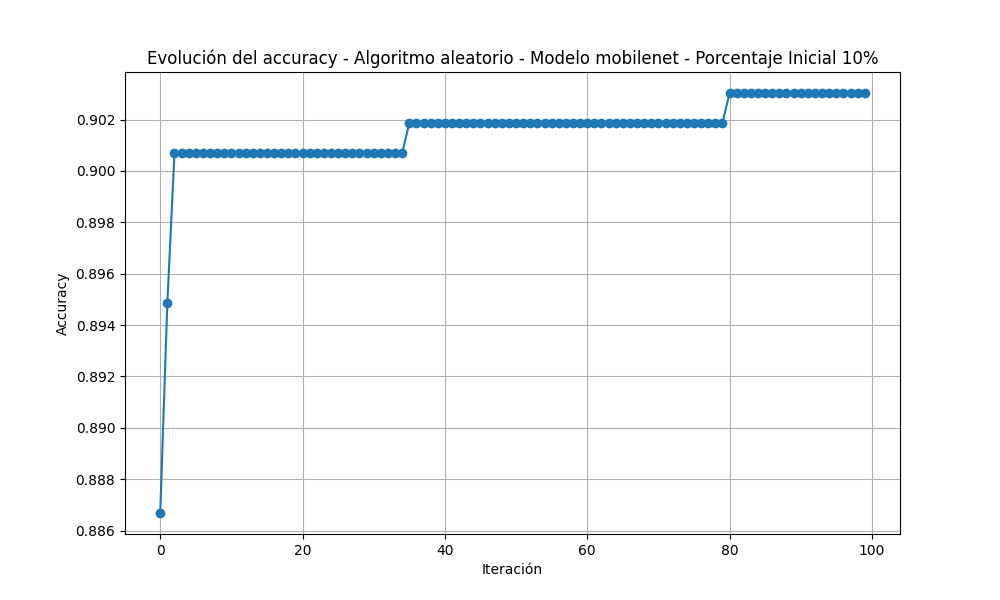 Evolución del accuracy - Algoritmo aleatorio - Modelo mobilenet - Porcentaje Inicial 10%
Accuracy
0.902
0.900
0.898
0.896
0.894
0.892
0.890
0.888
0.886
0 20 40 60 80 100
Iteración